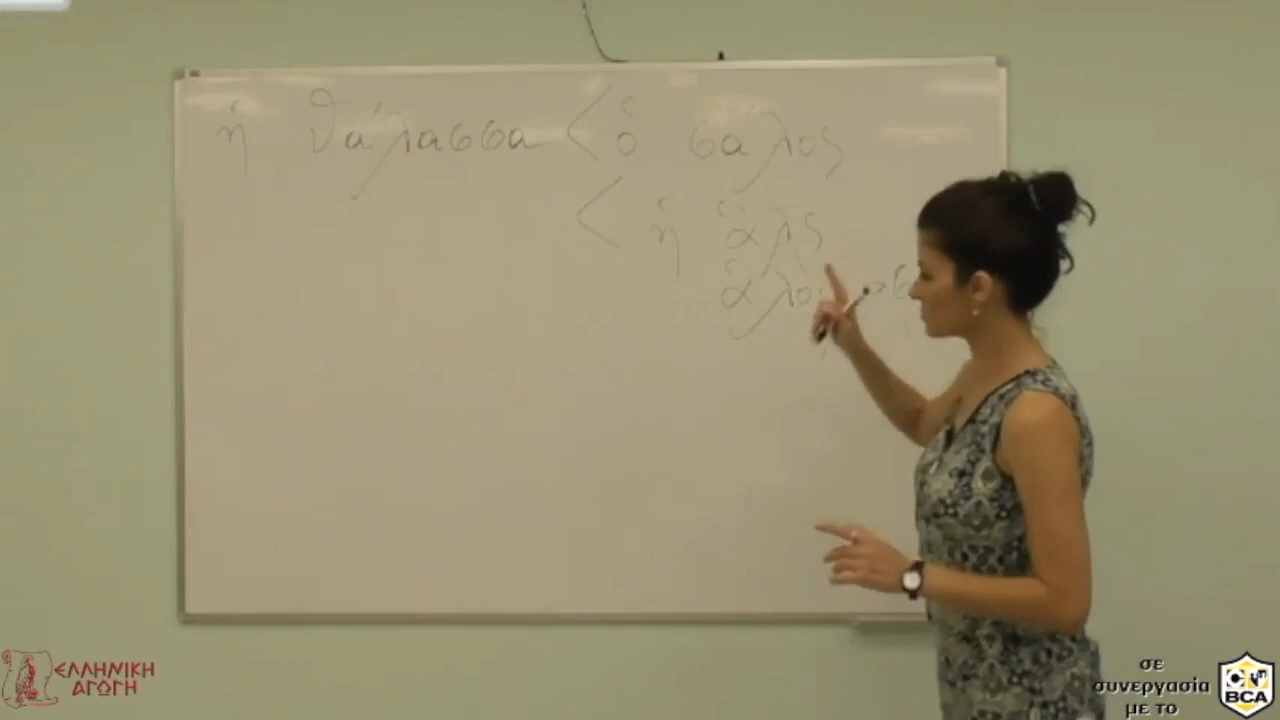 ἡ θάλασσα < ὁ σάλος
< ἡ ἅλς
ΕΛΛΗΝΙΚΗ
ΑΓΩΓΗ
σε
συνεργασία
με το
BCA